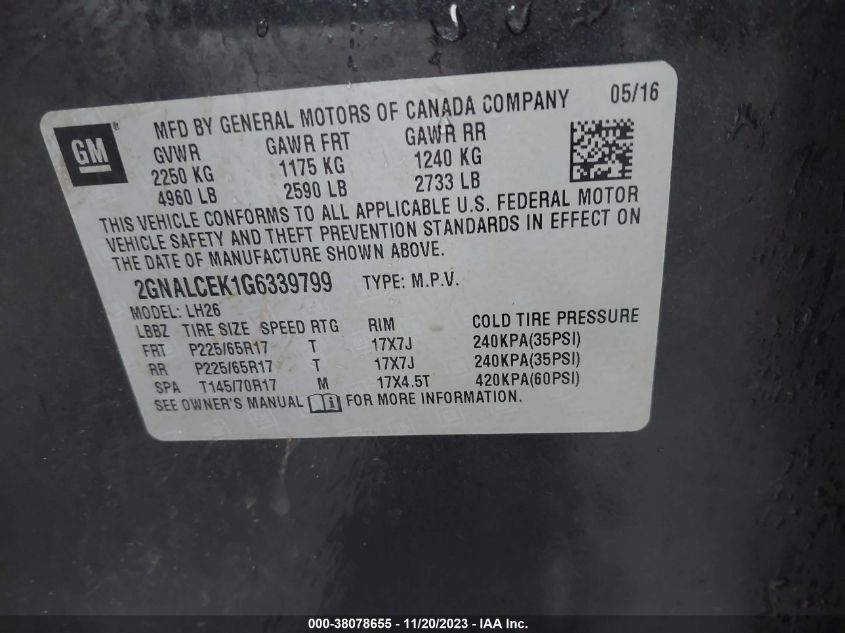 GM ®
MFD BY GENERAL MOTORS OF CANADA COMPANY 05/16
GVWR GAWR FRT GAWR RR
2250 KG 1175 KG 1240 KG
4960 LB 2590 LB 2733 LB
THIS VEHICLE CONFORMS TO ALL APPLICABLE U.S. FEDERAL MOTOR
VEHICLE SAFETY AND THEFT PREVENTION STANDARDS IN EFFECT ON
THE DATE OF MANUFACTURE SHOWN ABOVE.
2GNALCEK1G6339799 TYPE: M.P.V.
MODEL: LH26
LBBZ TIRE SIZE SPEED RTG RIM COLD TIRE PRESSURE
FRT P225/65R17 T 17X7J 240KPA(35PSI)
RR P225/65R17 T 17X7J 240KPA(35PSI)
SPA T145/70R17 M 17X4.5T 420KPA(60PSI)
SEE OWNER'S MANUAL i FOR MORE INFORMATION.
000-38078655 - 11/20/2023 - IAA Inc.